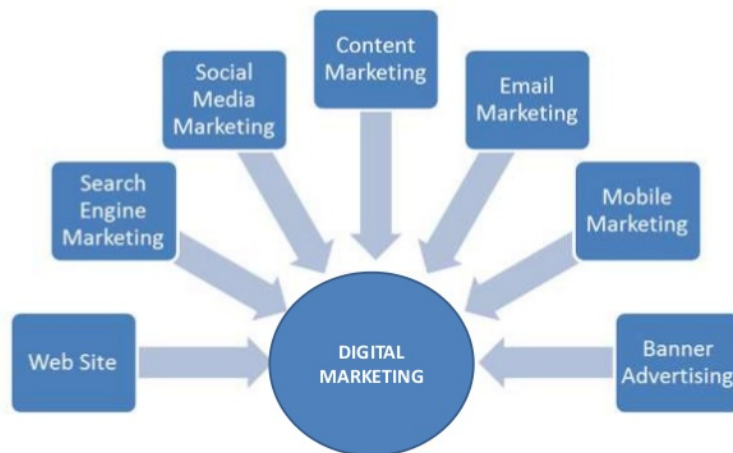 Content
Marketing
Social
Media
Marketing
Email
Marketing
Search
Engine
Marketing
Mobile
Marketing
Web Site
DIGITAL
MARKETING
Banner
Advertising